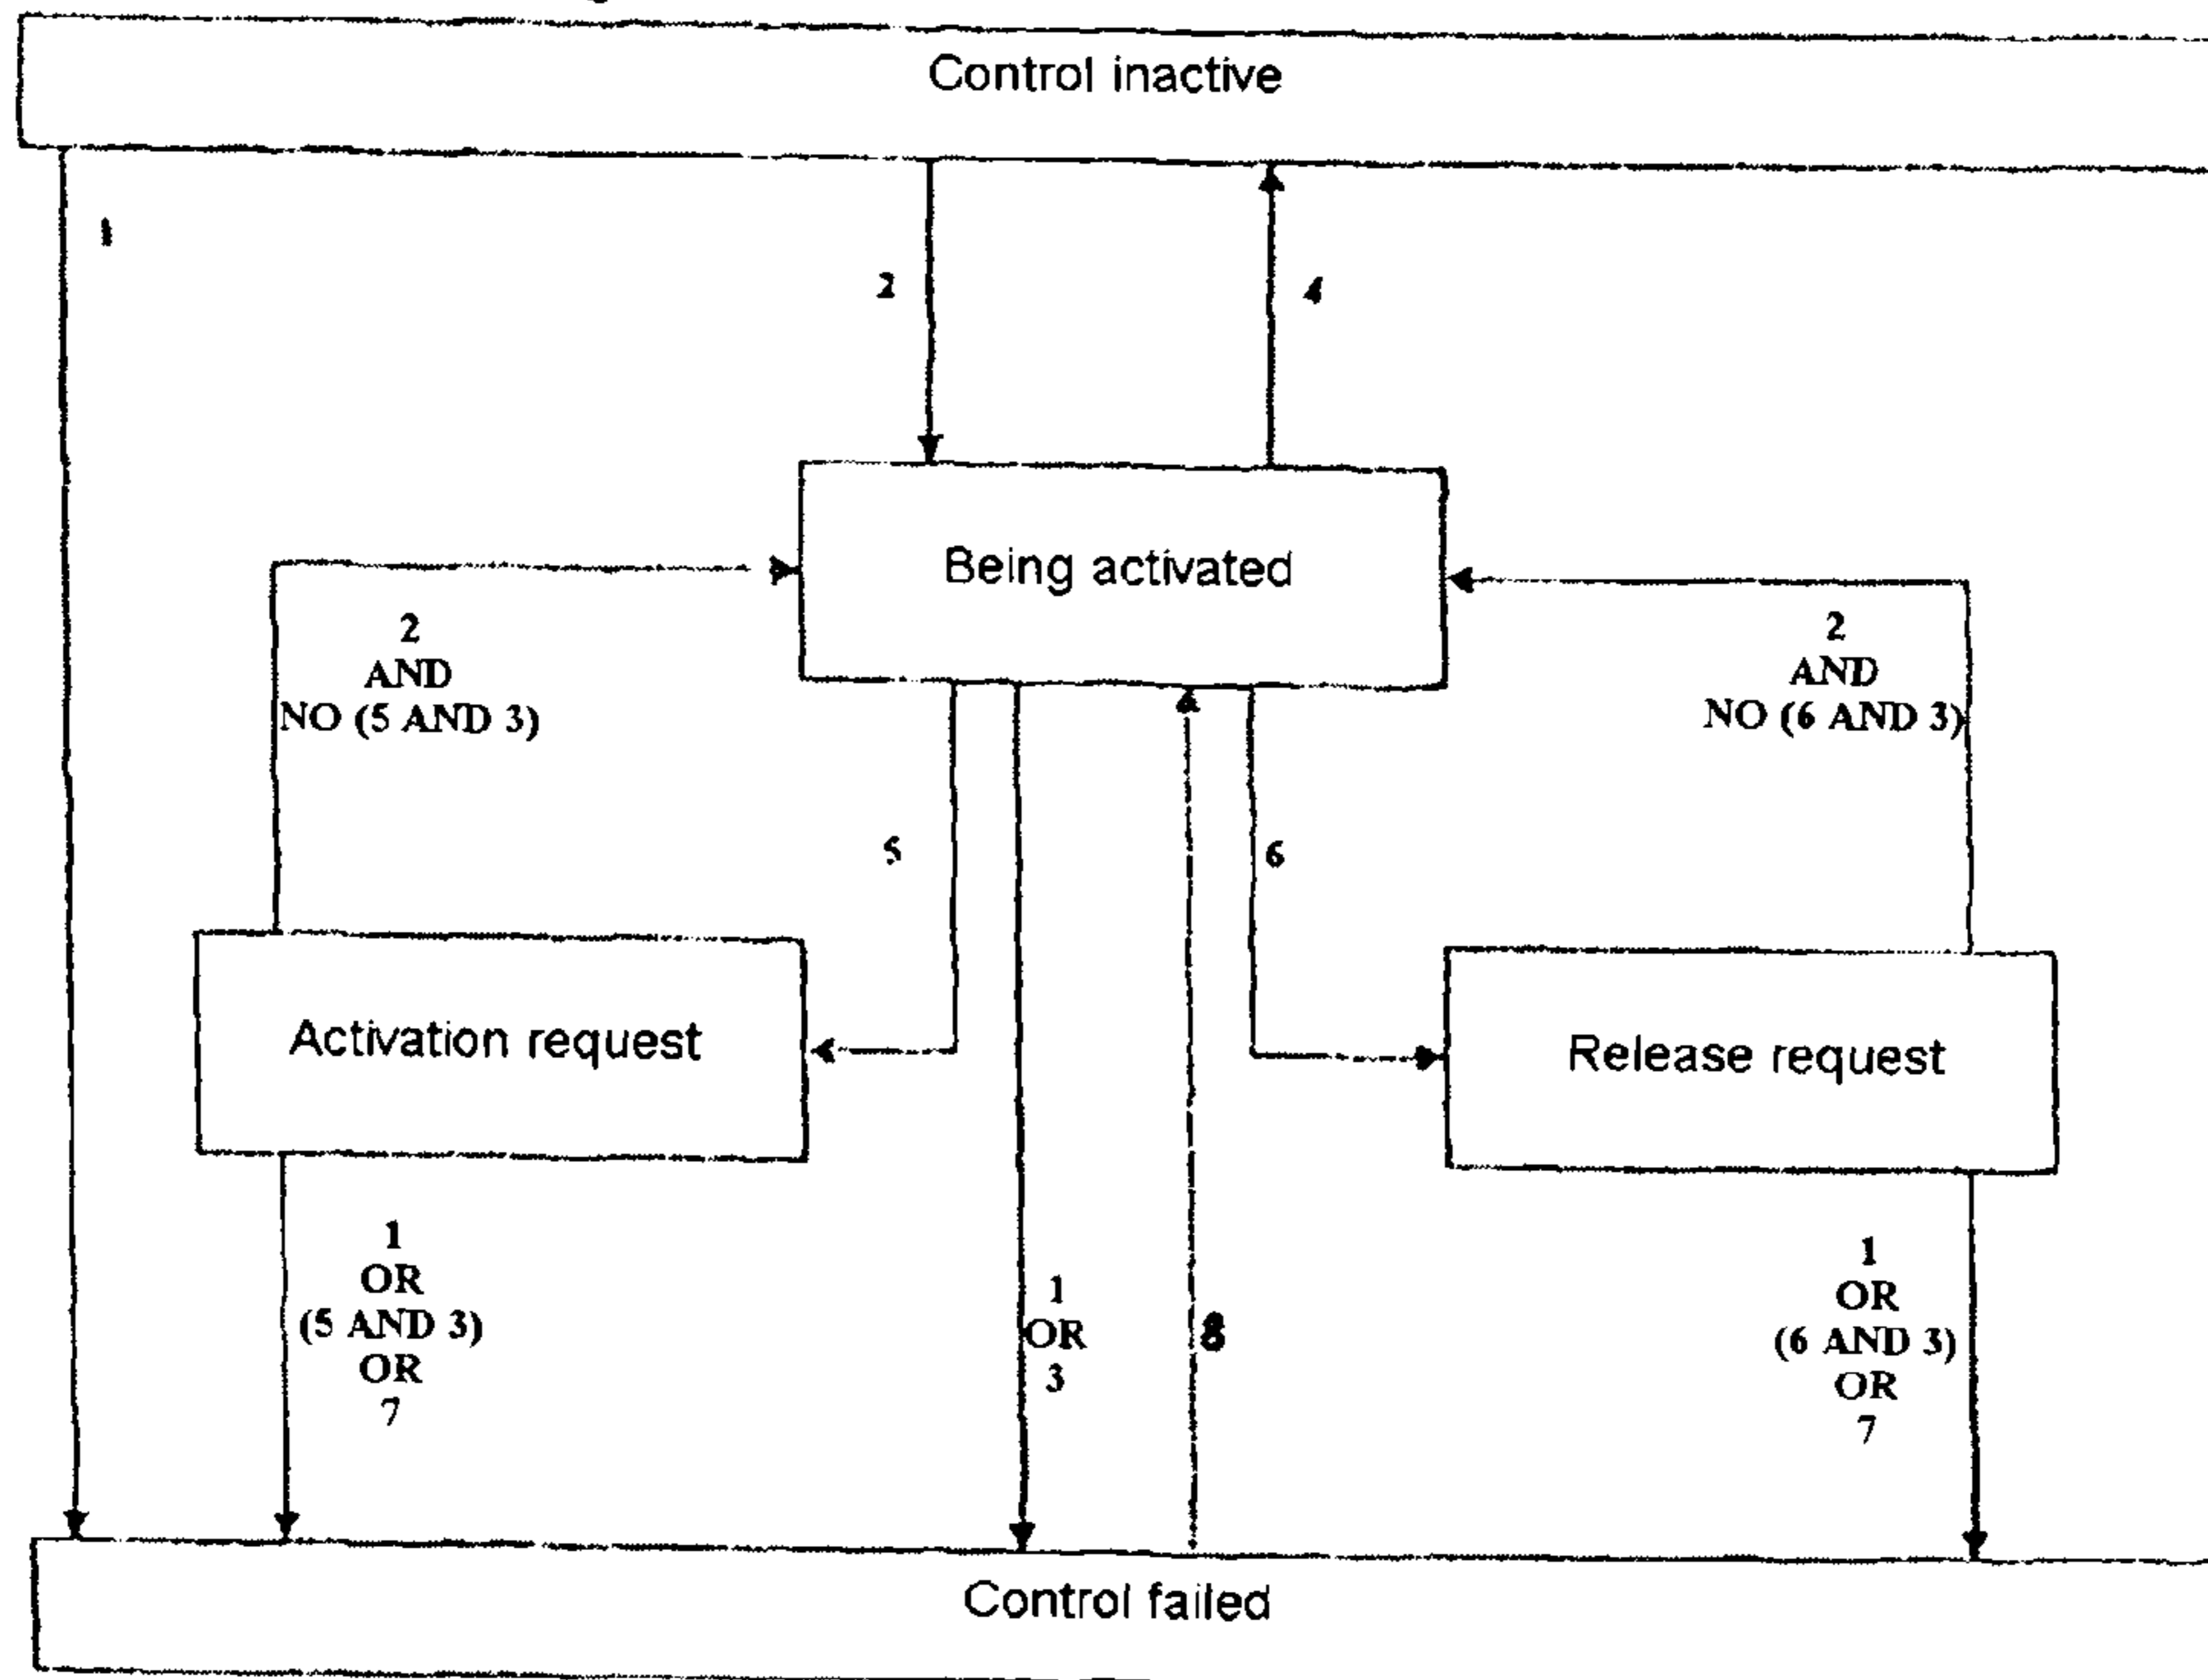 Control inactive
1
2
4
Being activated
2
AND
NO (5 AND 3)
2
AND
NO (6 AND 3)
5
6
Activation request
Release request
1
OR
(5 AND 3)
OR
7
1
OR
3
8
1
OR
(6 AND 3)
OR
7
Control failed